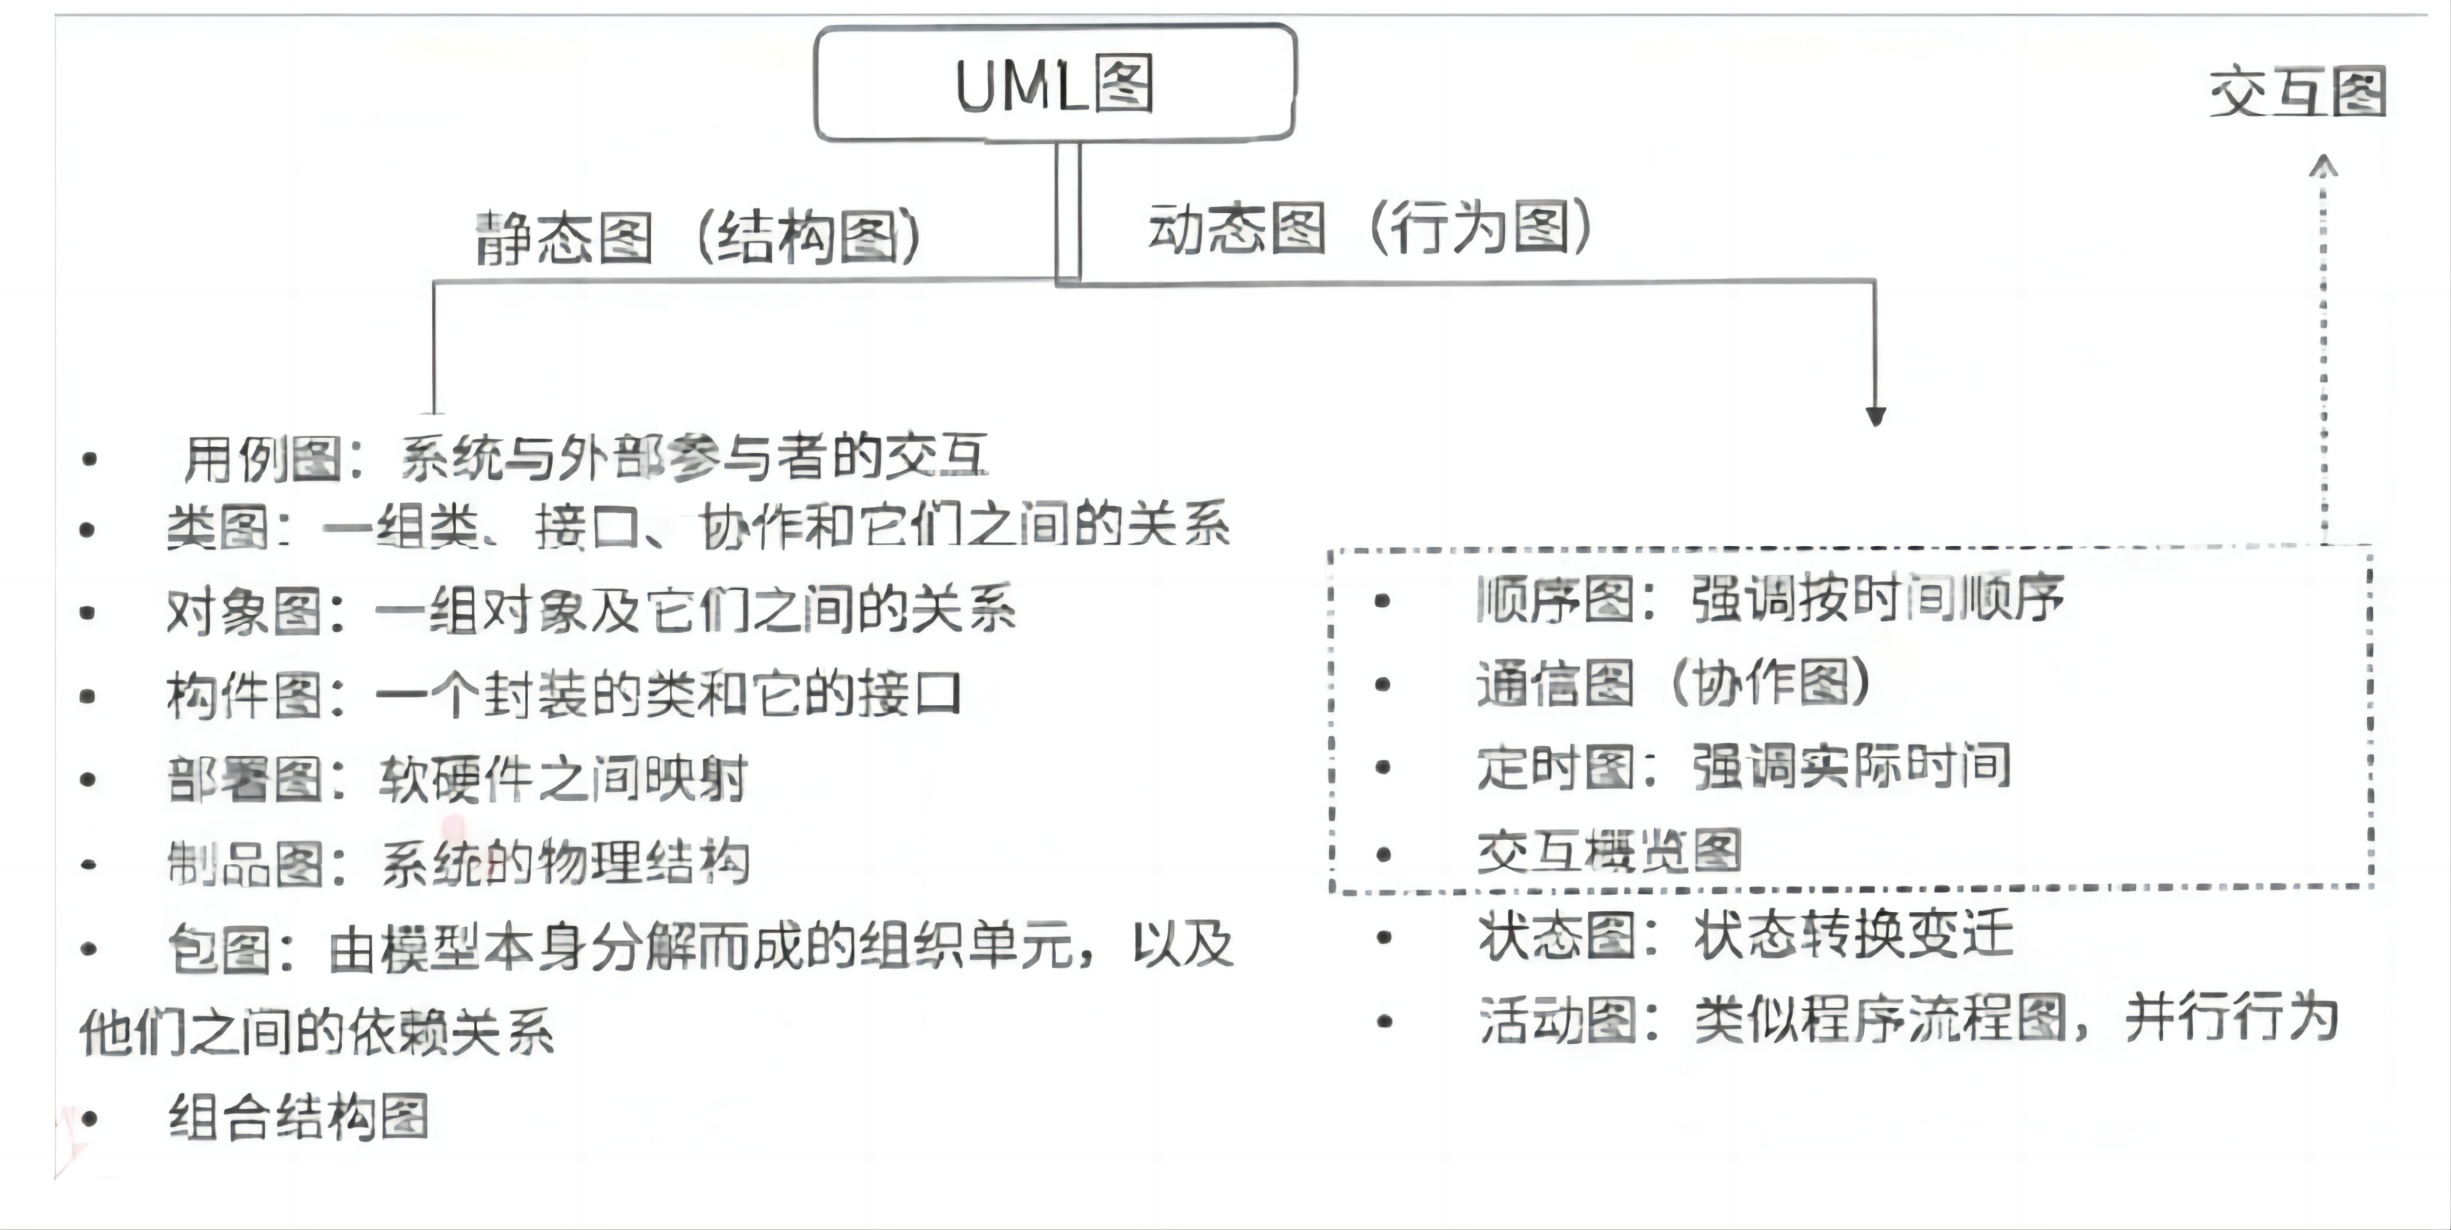 UML图
交互图
静态图（结构图）
动态图（行为图）
• 用例图：系统与外部参与者的交互
• 类图：一组类、接口、协作和它们之间的关系
• 对象图：一组对象及它们之间的关系
• 构件图：一个封装的类和它的接口
• 部署图：软硬件之间映射
• 制品图：系统的物理结构
• 包图：由模型本身分解而成的组织单元，以及
他们之间的依赖关系
• 组合结构图
• 顺序图：强调按时间顺序
• 通信图（协作图）
• 定时图：强调实际时间
• 交互概览图
• 状态图：状态转换变迁
• 活动图：类似程序流程图，并行行为